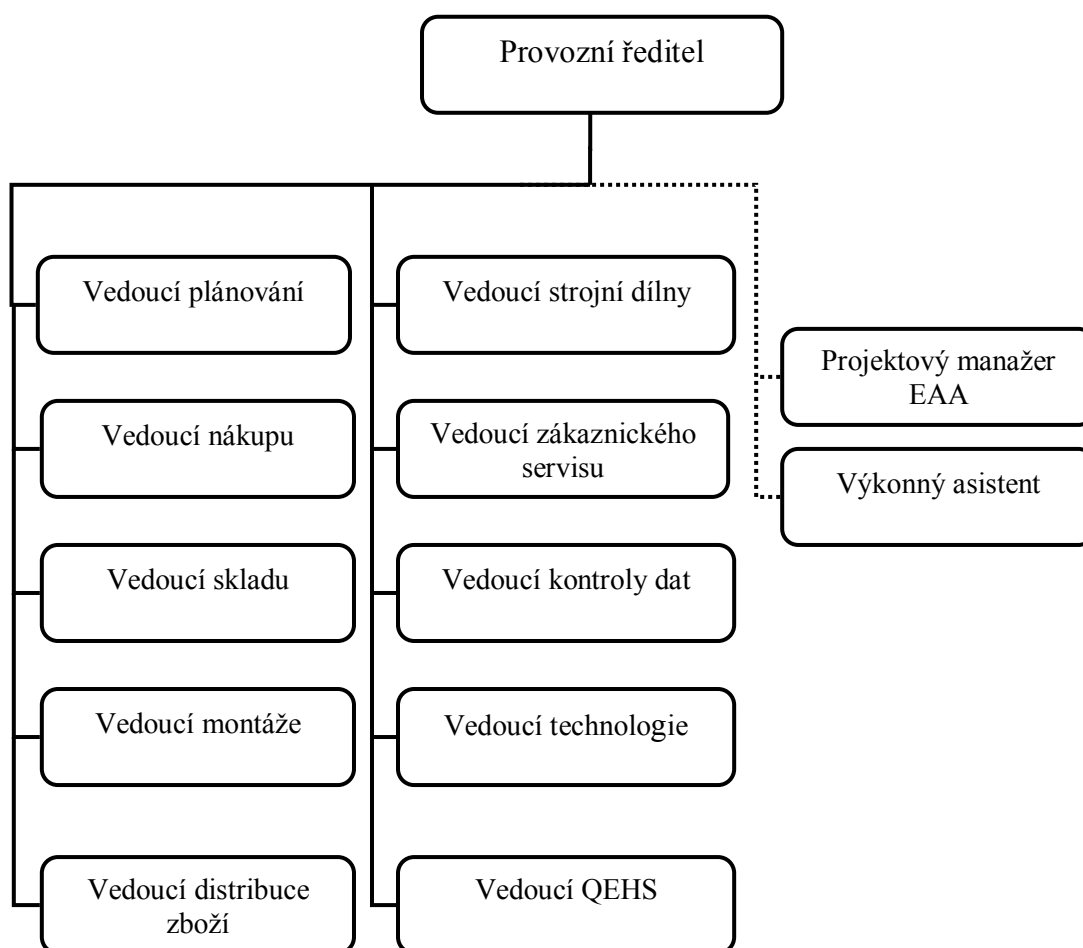 Provozní ředitel
Vedoucí plánování
Vedoucí nákupu
Vedoucí skladu
Vedoucí montáže
Vedoucí distribuce
zboží
Vedoucí strojní dílny
Vedoucí zákaznického
servisu
Vedoucí kontroly dat
Vedoucí technologie
Vedoucí QEHS
Projektový manažer
EAA
Výkonný asistent